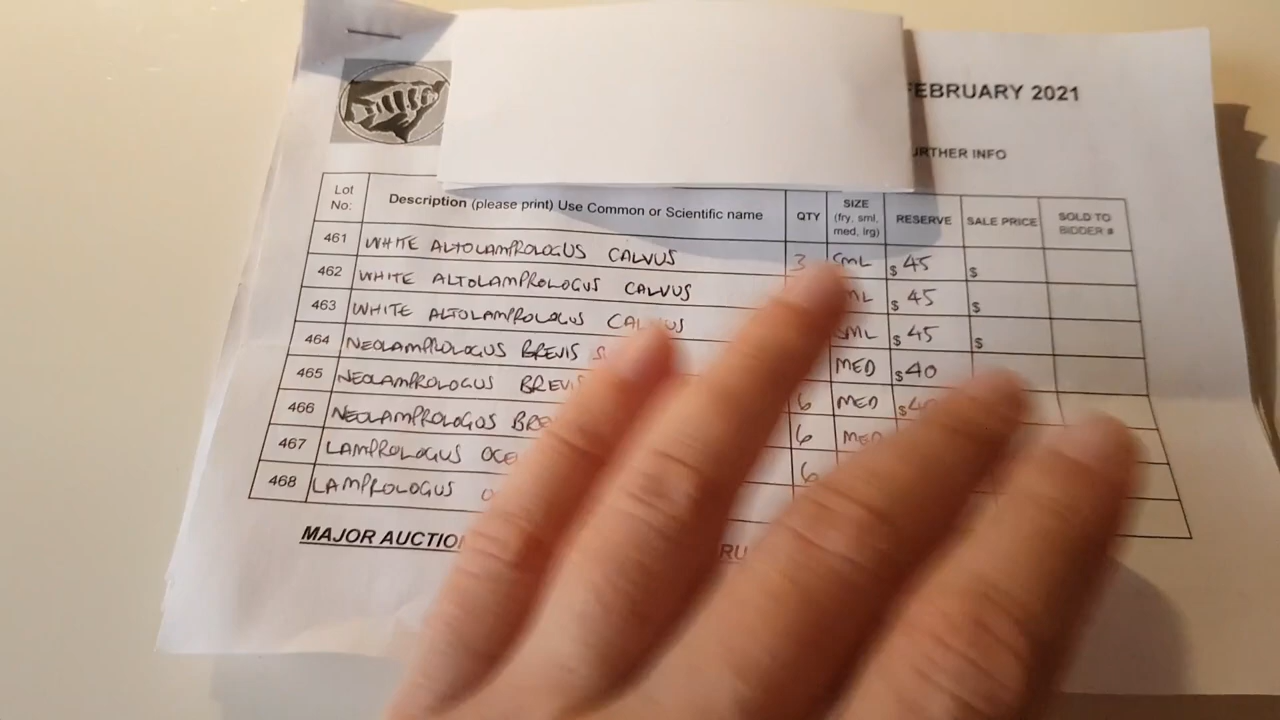 FEBRUARY 2021
FURTHER INFO
Lot No: Description (please print) Use Common or Scientific name QTY SIZE (fry, sml, med, lrg) RESERVE SALE PRICE SOLD TO BIDDER #
461 WHITE ALTOLAMPROLOGUS CALVUS 3 SML $ 45 $
462 WHITE ALTOLAMPROLOGUS CALVUS $ 45 $
463 WHITE ALTOLAMPROLOGUS CALVUS SML $ 45 $
464 NEOLAMPROLOGUS BREVIS MED $ 40
465 NEOLAMPROLOGUS BREVIS 6 MED $
466 NEOLAMPROLOGUS 6 MED
467 LAMPROLOGUS 6
468 LAMPROLOGUS
MAJOR AUCTION